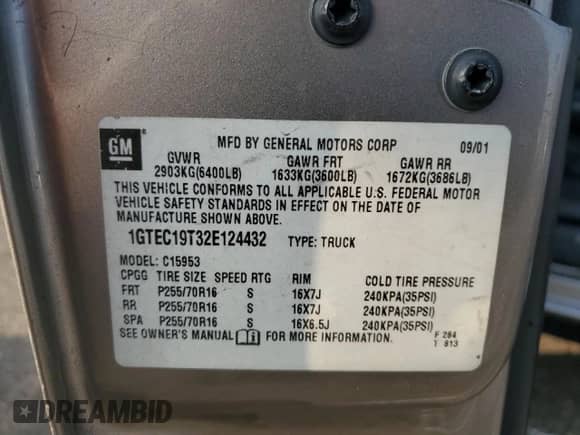 GM ®
MFD BY GENERAL MOTORS CORP 09/01
GVWR GAWR FRT GAWR RR
2903KG(6400LB) 1633KG(3600LB) 1672KG(3686LB)
THIS VEHICLE CONFORMS TO ALL APPLICABLE U.S. FEDERAL MOTOR
VEHICLE SAFETY STANDARDS IN EFFECT ON THE DATE OF
MANUFACTURE SHOWN ABOVE.
1GTEC19T32E124432 TYPE: TRUCK
MODEL: C15953
CPGG TIRE SIZE SPEED RTG RIM COLD TIRE PRESSURE
FRT P255/70R16 S 16X7J 240KPA(35PSI)
RR P255/70R16 S 16X7J 240KPA(35PSI)
SPA P255/70R16 S 16X6.5J 240KPA(35PSI)
SEE OWNER'S MANUAL FOR MORE INFORMATION.
F 284
T 813
DREAMBID